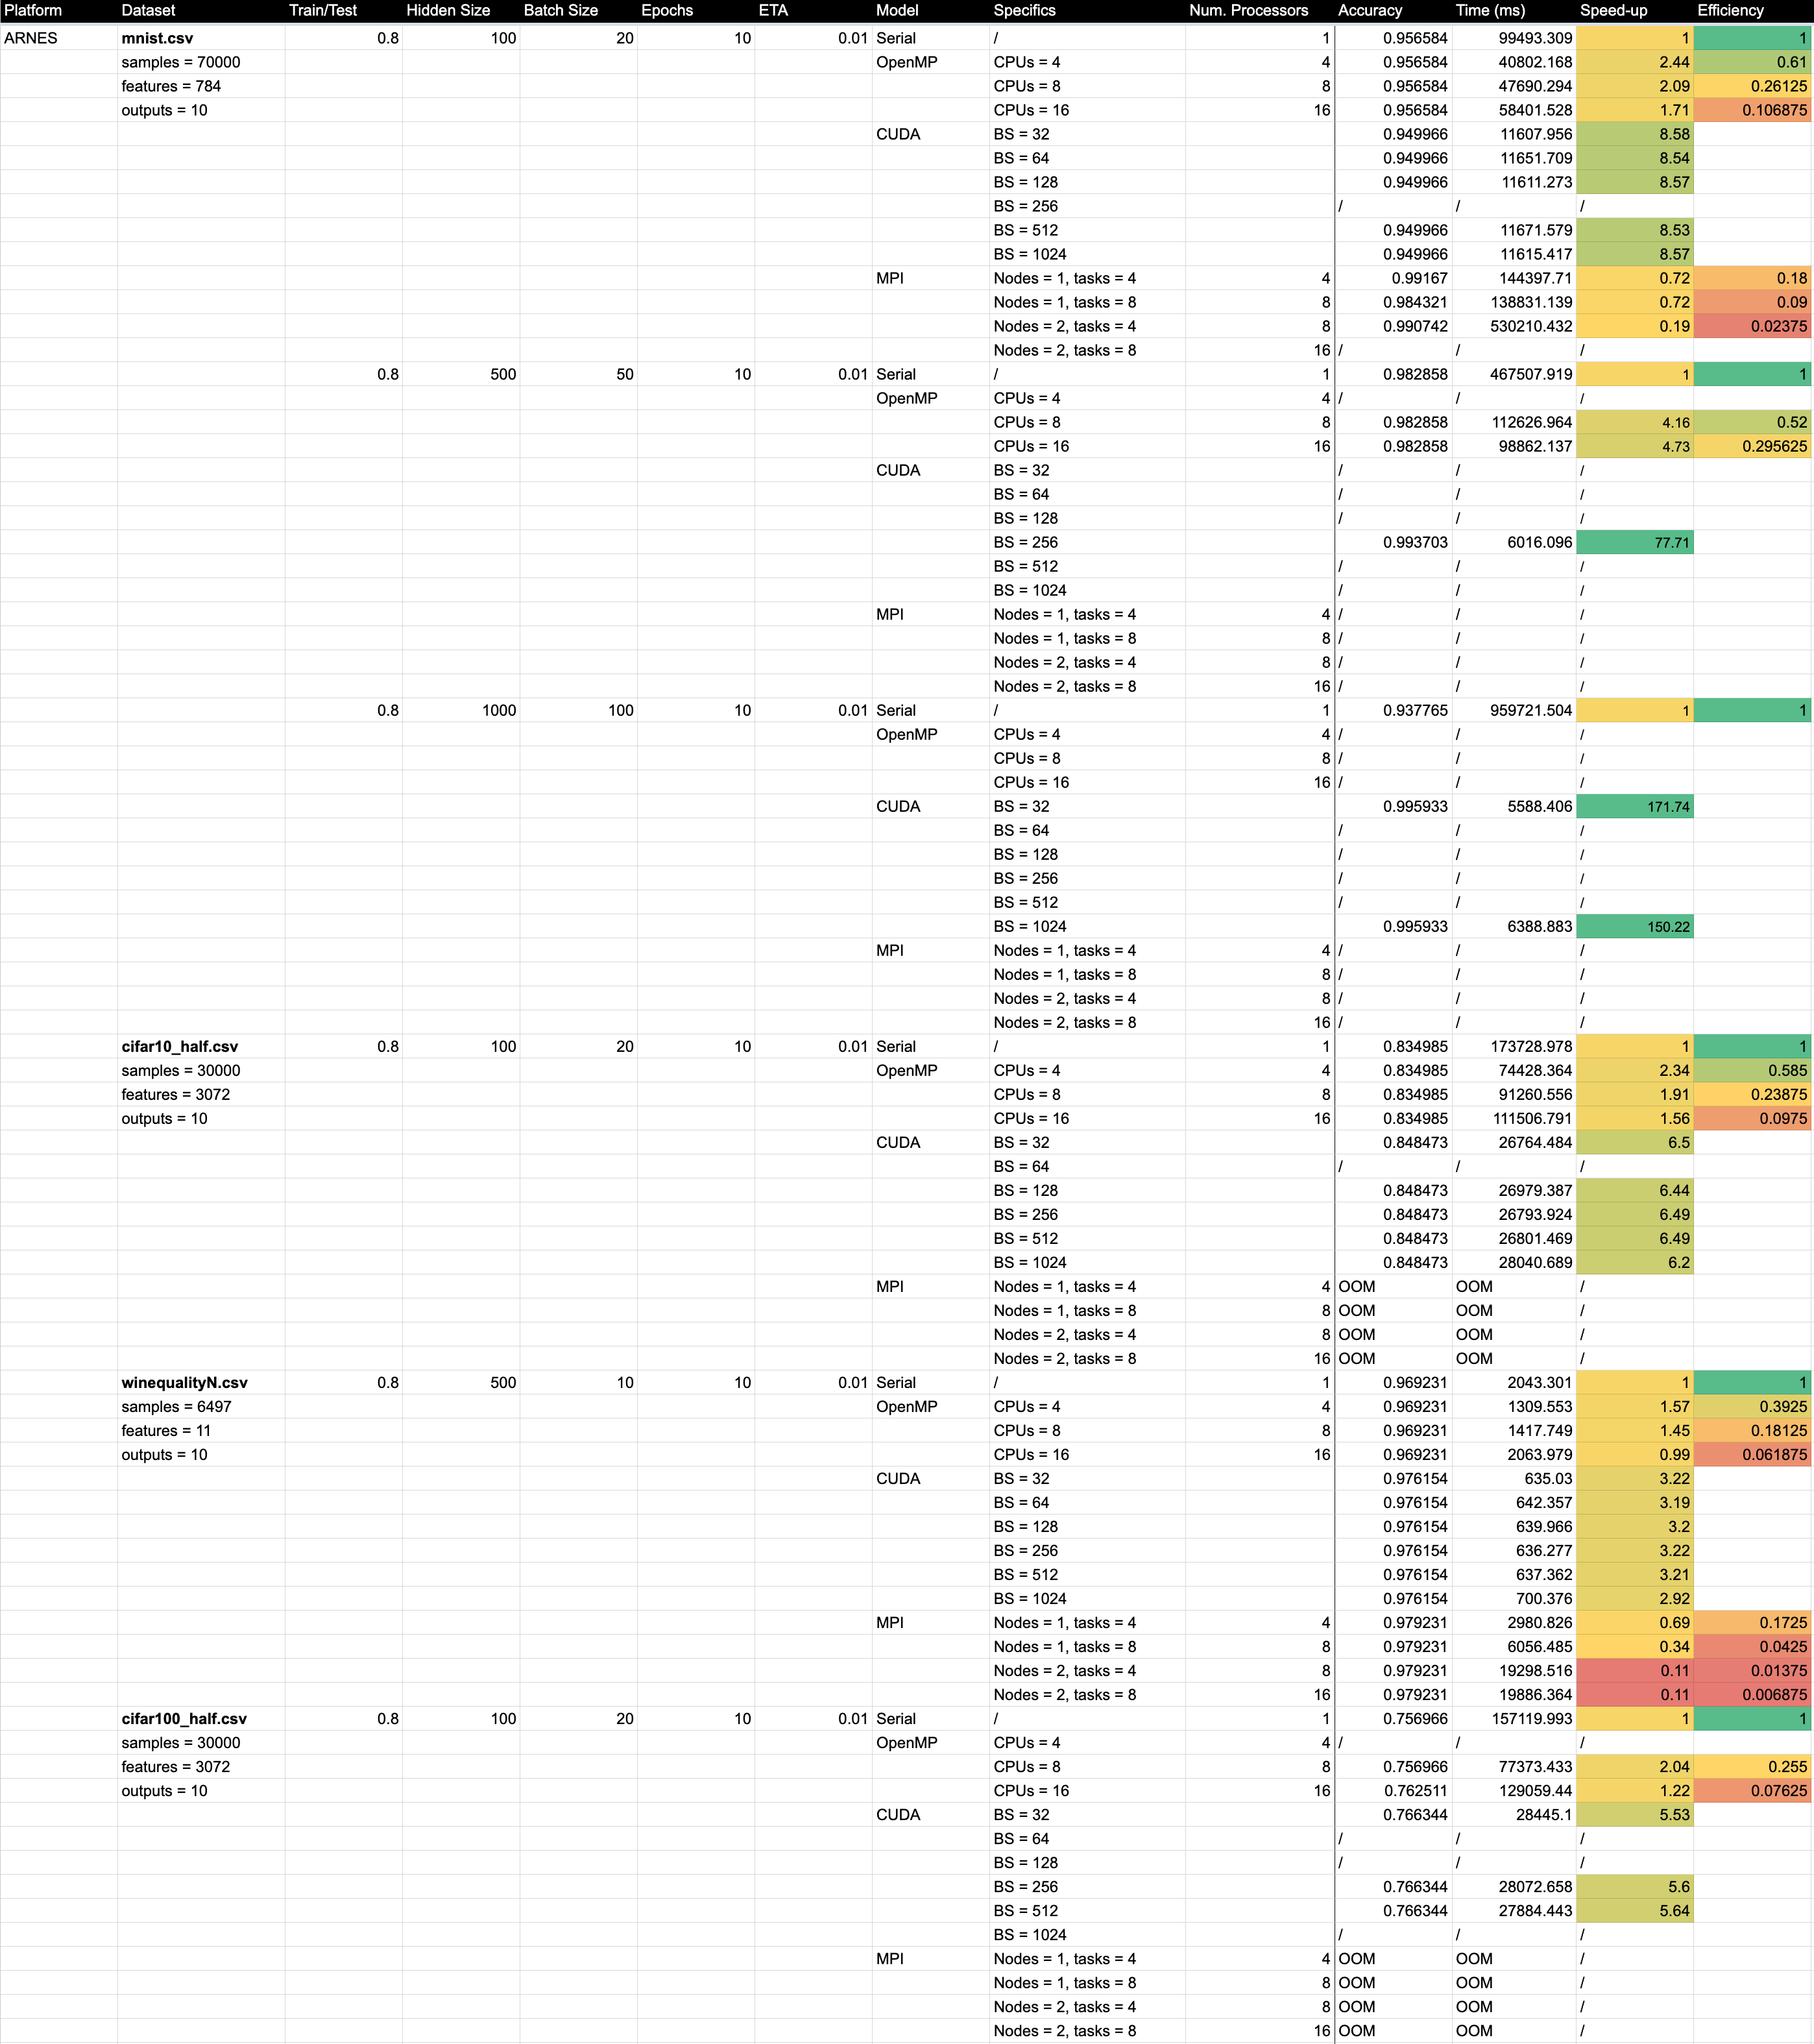 Platform Dataset Train/Test Hidden Size Batch Size Epochs ETA Model Specifics Num. Processors Accuracy Time (ms) Speed-up Efficiency
ARNES mnist.csv 0.8 100 20 10 0.01 Serial / 1 0.956584 99493.309 1 1
samples = 70000 OpenMP CPUs = 4 4 0.956584 40802.168 2.44 0.61
features = 784 CPUs = 8 8 0.956584 47690.294 2.09 0.26125
outputs = 10 CPUs = 16 16 0.956584 58401.528 1.71 0.106875
CUDA BS = 32 0.949966 11607.956 8.58
BS = 64 0.949966 11651.709 8.54
BS = 128 0.949966 11611.273 8.57
BS = 256 / / /
BS = 512 0.949966 11671.579 8.53
BS = 1024 0.949966 11615.417 8.57
MPI Nodes = 1, tasks = 4 4 0.99167 144397.71 0.72 0.18
Nodes = 1, tasks = 8 8 0.984321 138831.139 0.72 0.09
Nodes = 2, tasks = 4 8 0.990742 530210.432 0.19 0.02375
Nodes = 2, tasks = 8 16 / / /
0.8 500 50 10 0.01 Serial / 1 0.982858 467507.919 1 1
OpenMP CPUs = 4 4 / / /
CPUs = 8 8 0.982858 112626.964 4.16 0.52
CPUs = 16 16 0.982858 98862.137 4.73 0.295625
CUDA BS = 32 / / /
BS = 64 / / /
BS = 128 / / /
BS = 256 0.993703 6016.096 77.71
BS = 512 / / /
BS = 1024 / / /
MPI Nodes = 1, tasks = 4 4 / / /
Nodes = 1, tasks = 8 8 / / /
Nodes = 2, tasks = 4 8 / / /
Nodes = 2, tasks = 8 16 / / /
0.8 1000 100 10 0.01 Serial / 1 0.937765 959721.504 1 1
OpenMP CPUs = 4 4 / / /
CPUs = 8 8 / / /
CPUs = 16 16 / / /
CUDA BS = 32 0.995933 5588.406 171.74
BS = 64 / / /
BS = 128 / / /
BS = 256 / / /
BS = 512 / / /
BS = 1024 0.995933 6388.883 150.22
MPI Nodes = 1, tasks = 4 4 / / /
Nodes = 1, tasks = 8 8 / / /
Nodes = 2, tasks = 4 8 / / /
Nodes = 2, tasks = 8 16 / / /
cifar10_half.csv 0.8 100 20 10 0.01 Serial / 1 0.834985 173728.978 1 1
samples = 30000 OpenMP CPUs = 4 4 0.834985 74428.364 2.34 0.585
features = 3072 CPUs = 8 8 0.834985 91260.556 1.91 0.23875
outputs = 10 CPUs = 16 16 0.834985 111506.791 1.56 0.0975
CUDA BS = 32 0.848473 26764.484 6.5
BS = 64 / / /
BS = 128 0.848473 26979.387 6.44
BS = 256 0.848473 26793.924 6.49
BS = 512 0.848473 26801.469 6.49
BS = 1024 0.848473 28040.689 6.2
MPI Nodes = 1, tasks = 4 4 OOM OOM /
Nodes = 1, tasks = 8 8 OOM OOM /
Nodes = 2, tasks = 4 8 OOM OOM /
Nodes = 2, tasks = 8 16 OOM OOM /
winequalityN.csv 0.8 500 10 10 0.01 Serial / 1 0.969231 2043.301 1 1
samples = 6497 OpenMP CPUs = 4 4 0.969231 1309.553 1.57 0.3925
features = 11 CPUs = 8 8 0.969231 1417.749 1.45 0.18125
outputs = 10 CPUs = 16 16 0.969231 2063.979 0.99 0.061875
CUDA BS = 32 0.976154 635.03 3.22
BS = 64 0.976154 642.357 3.19
BS = 128 0.976154 639.966 3.2
BS = 256 0.976154 636.277 3.22
BS = 512 0.976154 637.362 3.21
BS = 1024 0.976154 700.376 2.92
MPI Nodes = 1, tasks = 4 4 0.979231 2980.826 0.69 0.1725
Nodes = 1, tasks = 8 8 0.979231 6056.485 0.34 0.0425
Nodes = 2, tasks = 4 8 0.979231 19298.516 0.11 0.01375
Nodes = 2, tasks = 8 16 0.979231 19886.364 0.11 0.006875
cifar100_half.csv 0.8 100 20 10 0.01 Serial / 1 0.756966 157119.993 1 1
samples = 30000 OpenMP CPUs = 4 4 / / /
features = 3072 CPUs = 8 8 0.756966 77373.433 2.04 0.255
outputs = 10 CPUs = 16 16 0.762511 129059.44 1.22 0.07625
CUDA BS = 32 0.766344 28445.1 5.53
BS = 64 / / /
BS = 128 / / /
BS = 256 0.766344 28072.658 5.6
BS = 512 0.766344 27884.443 5.64
BS = 1024 / / /
MPI Nodes = 1, tasks = 4 4 OOM OOM /
Nodes = 1, tasks = 8 8 OOM OOM /
Nodes = 2, tasks = 4 8 OOM OOM /
Nodes = 2, tasks = 8 16 OOM OOM /